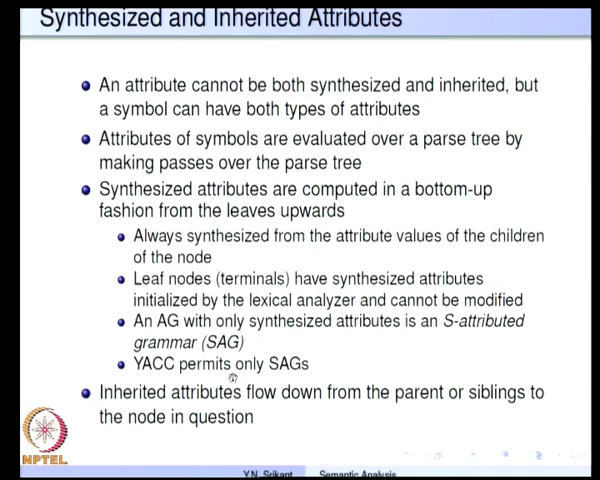 Synthesized and Inherited Attributes
An attribute cannot be both synthesized and inherited, but
a symbol can have both types of attributes
Attributes of symbols are evaluated over a parse tree by
making passes over the parse tree
Synthesized attributes are computed in a bottom-up
fashion from the leaves upwards
Always synthesized from the attribute values of the children
of the node
Leaf nodes (terminals) have synthesized attributes
initialized by the lexical analyzer and cannot be modified
An AG with only synthesized attributes is an S-attributed
grammar (SAG)
YACC permits only SAGs
Inherited attributes flow down from the parent or siblings to
the node in question
NPTEL
Y.N. Srikant Semantic Analysis